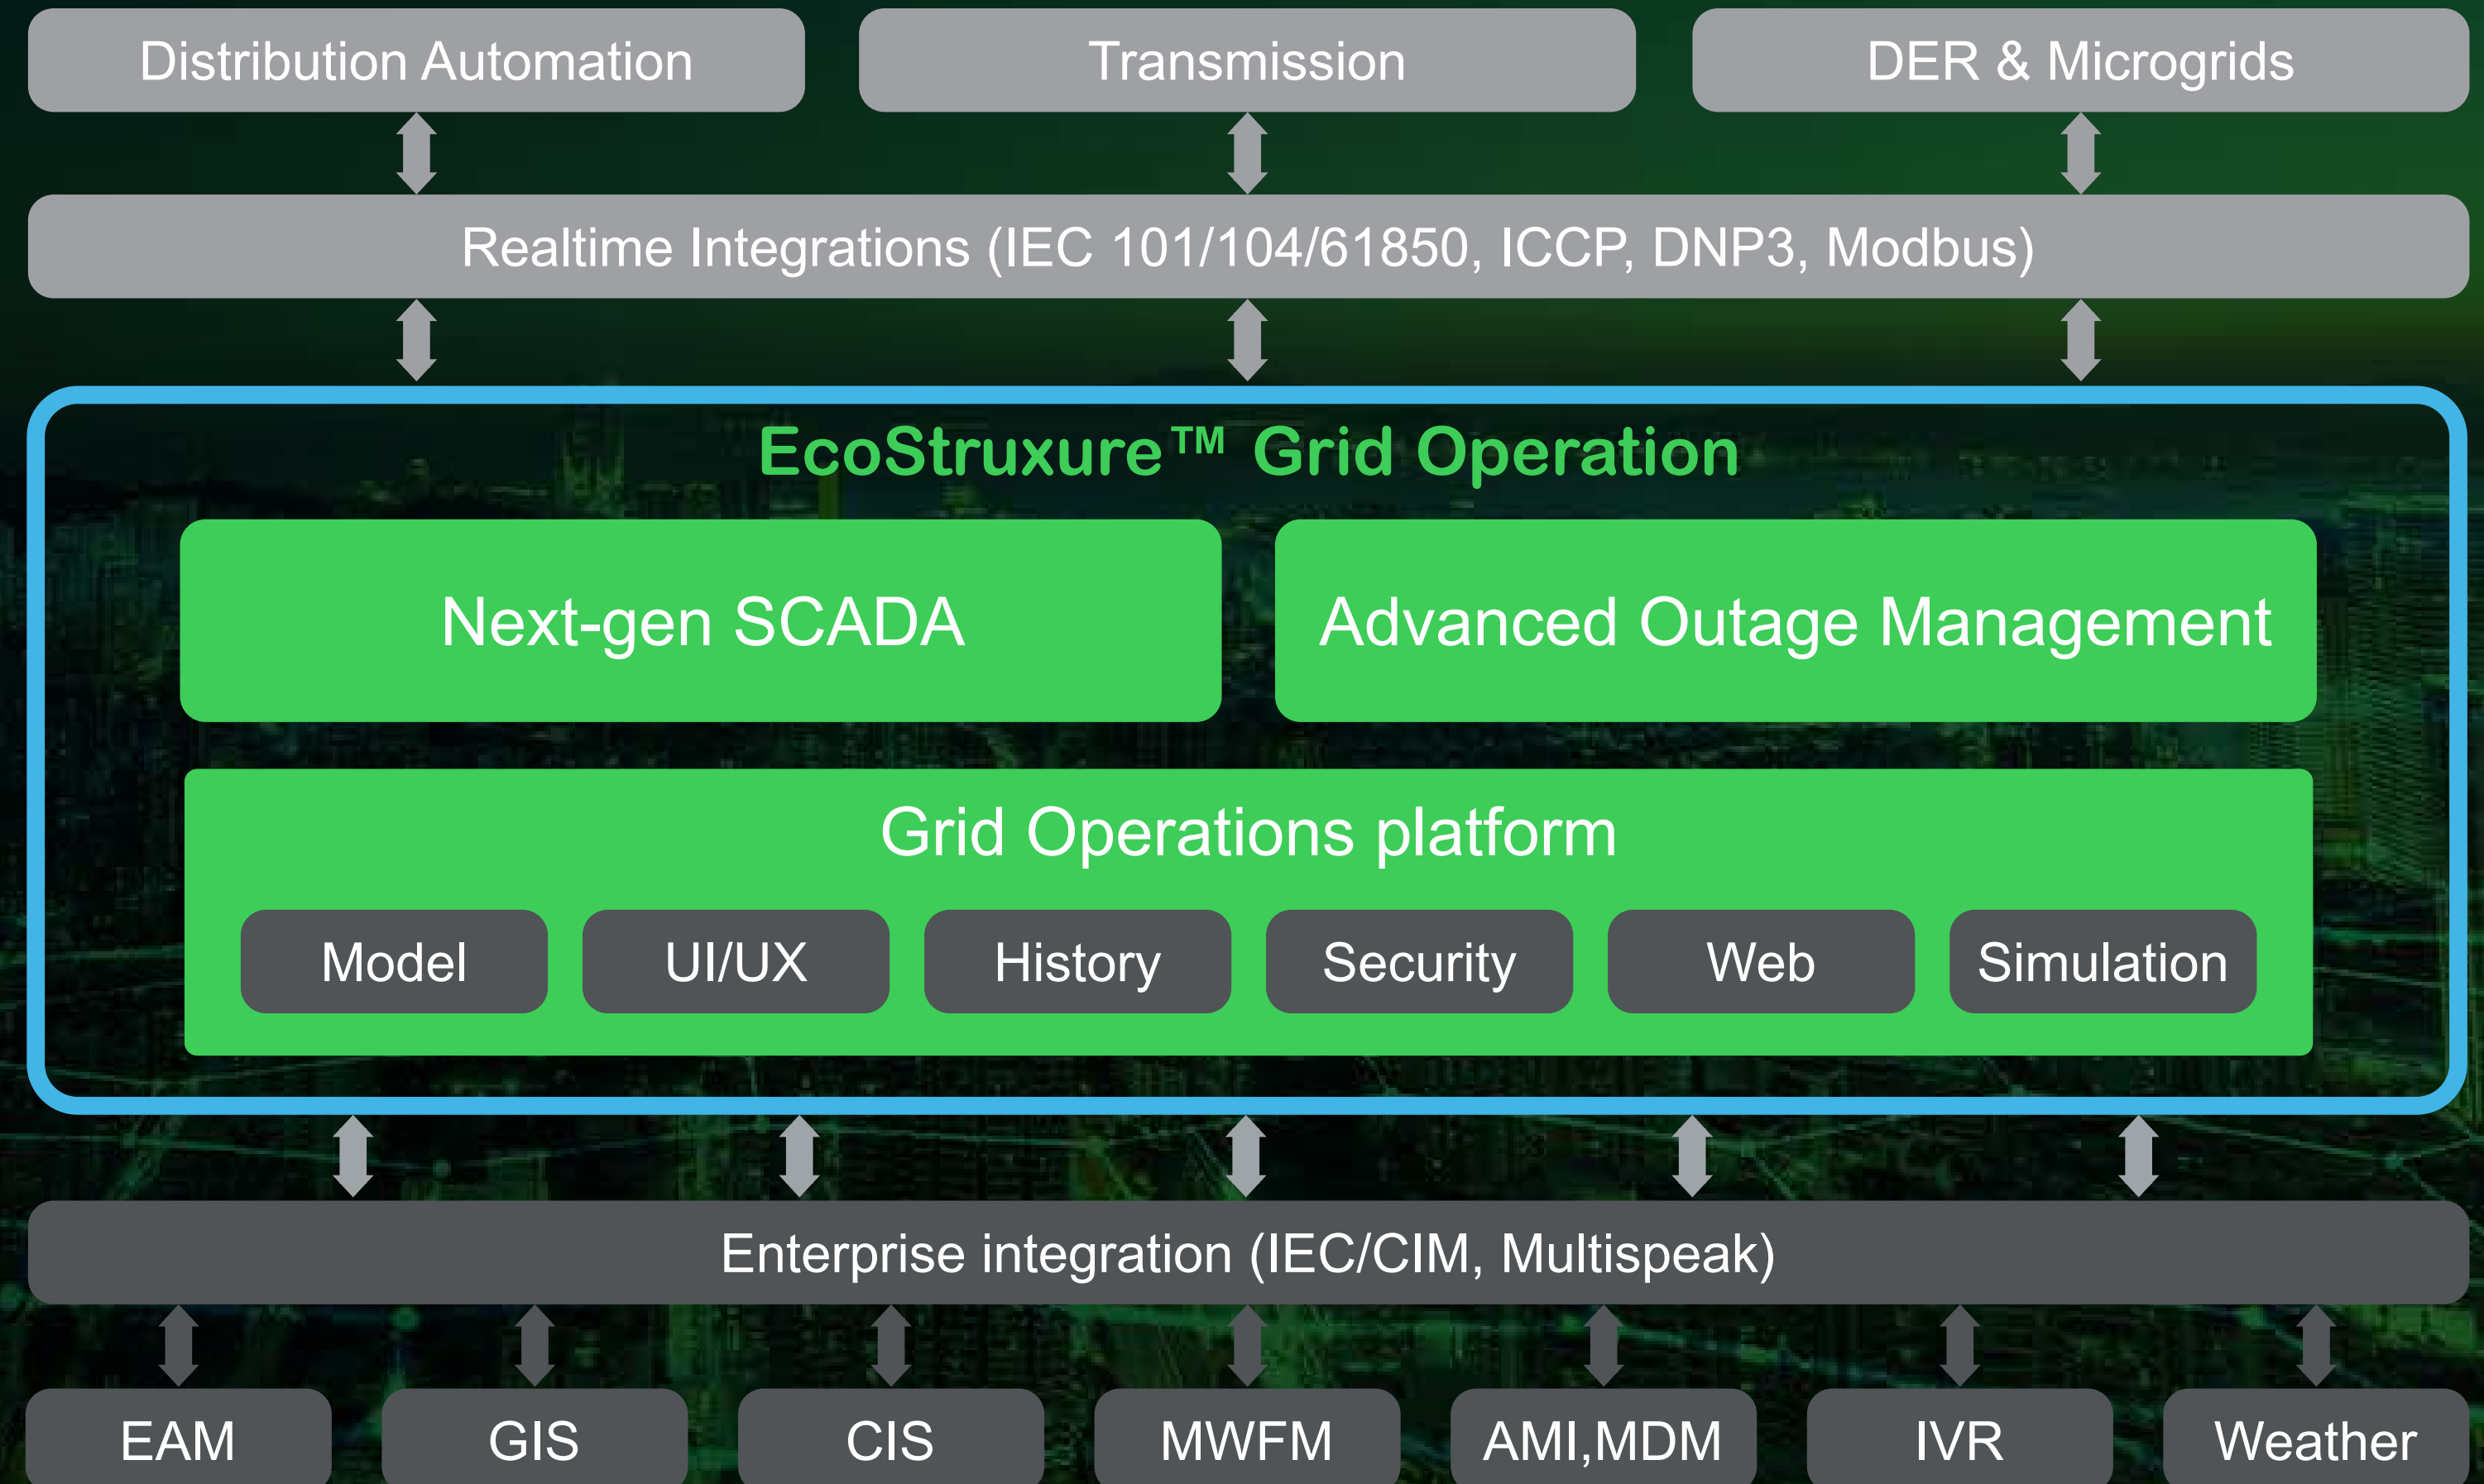 Distribution Automation
Transmission
DER & Microgrids
Realtime Integrations (IEC 101/104/61850, ICCP, DNP3, Modbus)
EcoStruxure™ Grid Operation
Next-gen SCADA
Advanced Outage Management
Grid Operations platform
Model
UI/UX
History
Security
Web
Simulation
Enterprise integration (IEC/CIM, Multispeak)
EAM
GIS
CIS
MWFM
AMI,MDM
IVR
Weather